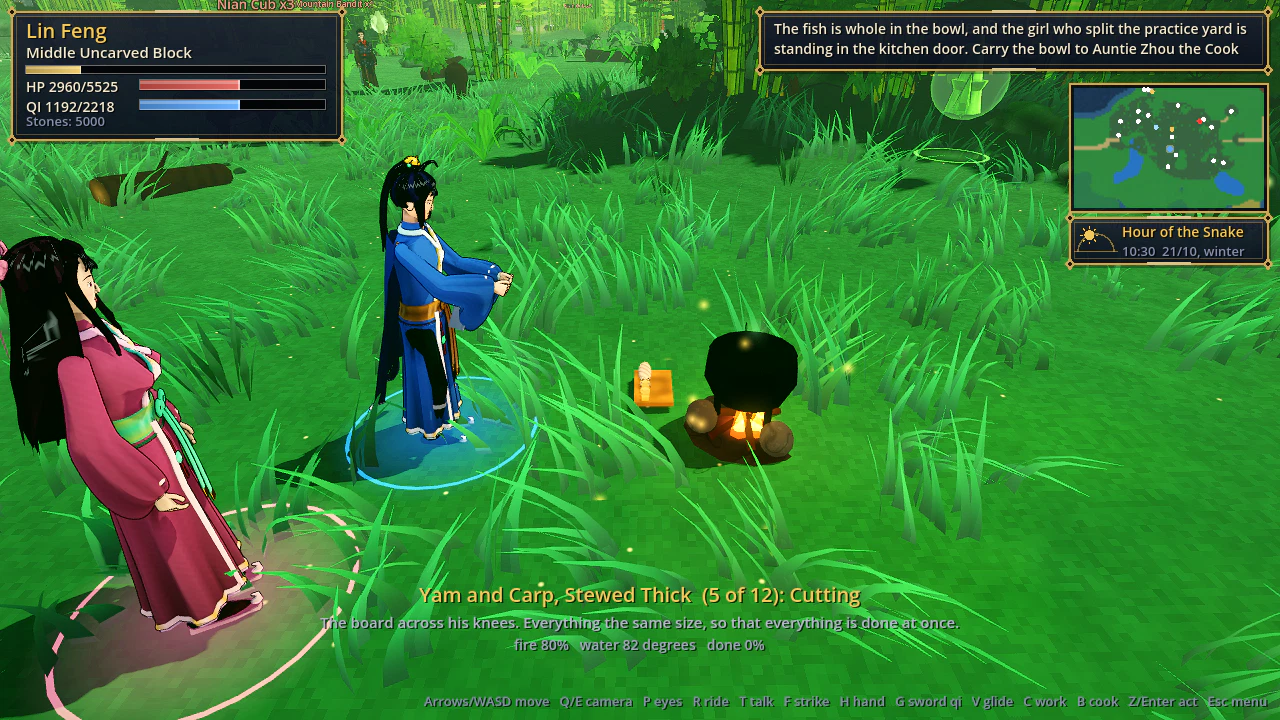 Nian Cub x3
Mountain Bandit x
Lin Feng
Middle Uncarved Block
HP 2960/5525
QI 1192/2218
Stones: 5000
The fish is whole in the bowl, and the girl who split the practice yard is
standing in the kitchen door. Carry the bowl to Auntie Zhou the Cook
Hour of the Snake
10:30 21/10, winter
Yam and Carp, Stewed Thick (5 of 12): Cutting
The board across his knees. Everything the same size, so that everything is done at once.
fire 80% water 82 degrees done 0%
Arrows/WASD move Q/E camera P eyes R ride T talk F strike H hand G sword qi V glide C work B cook Z/Enter act Esc menu